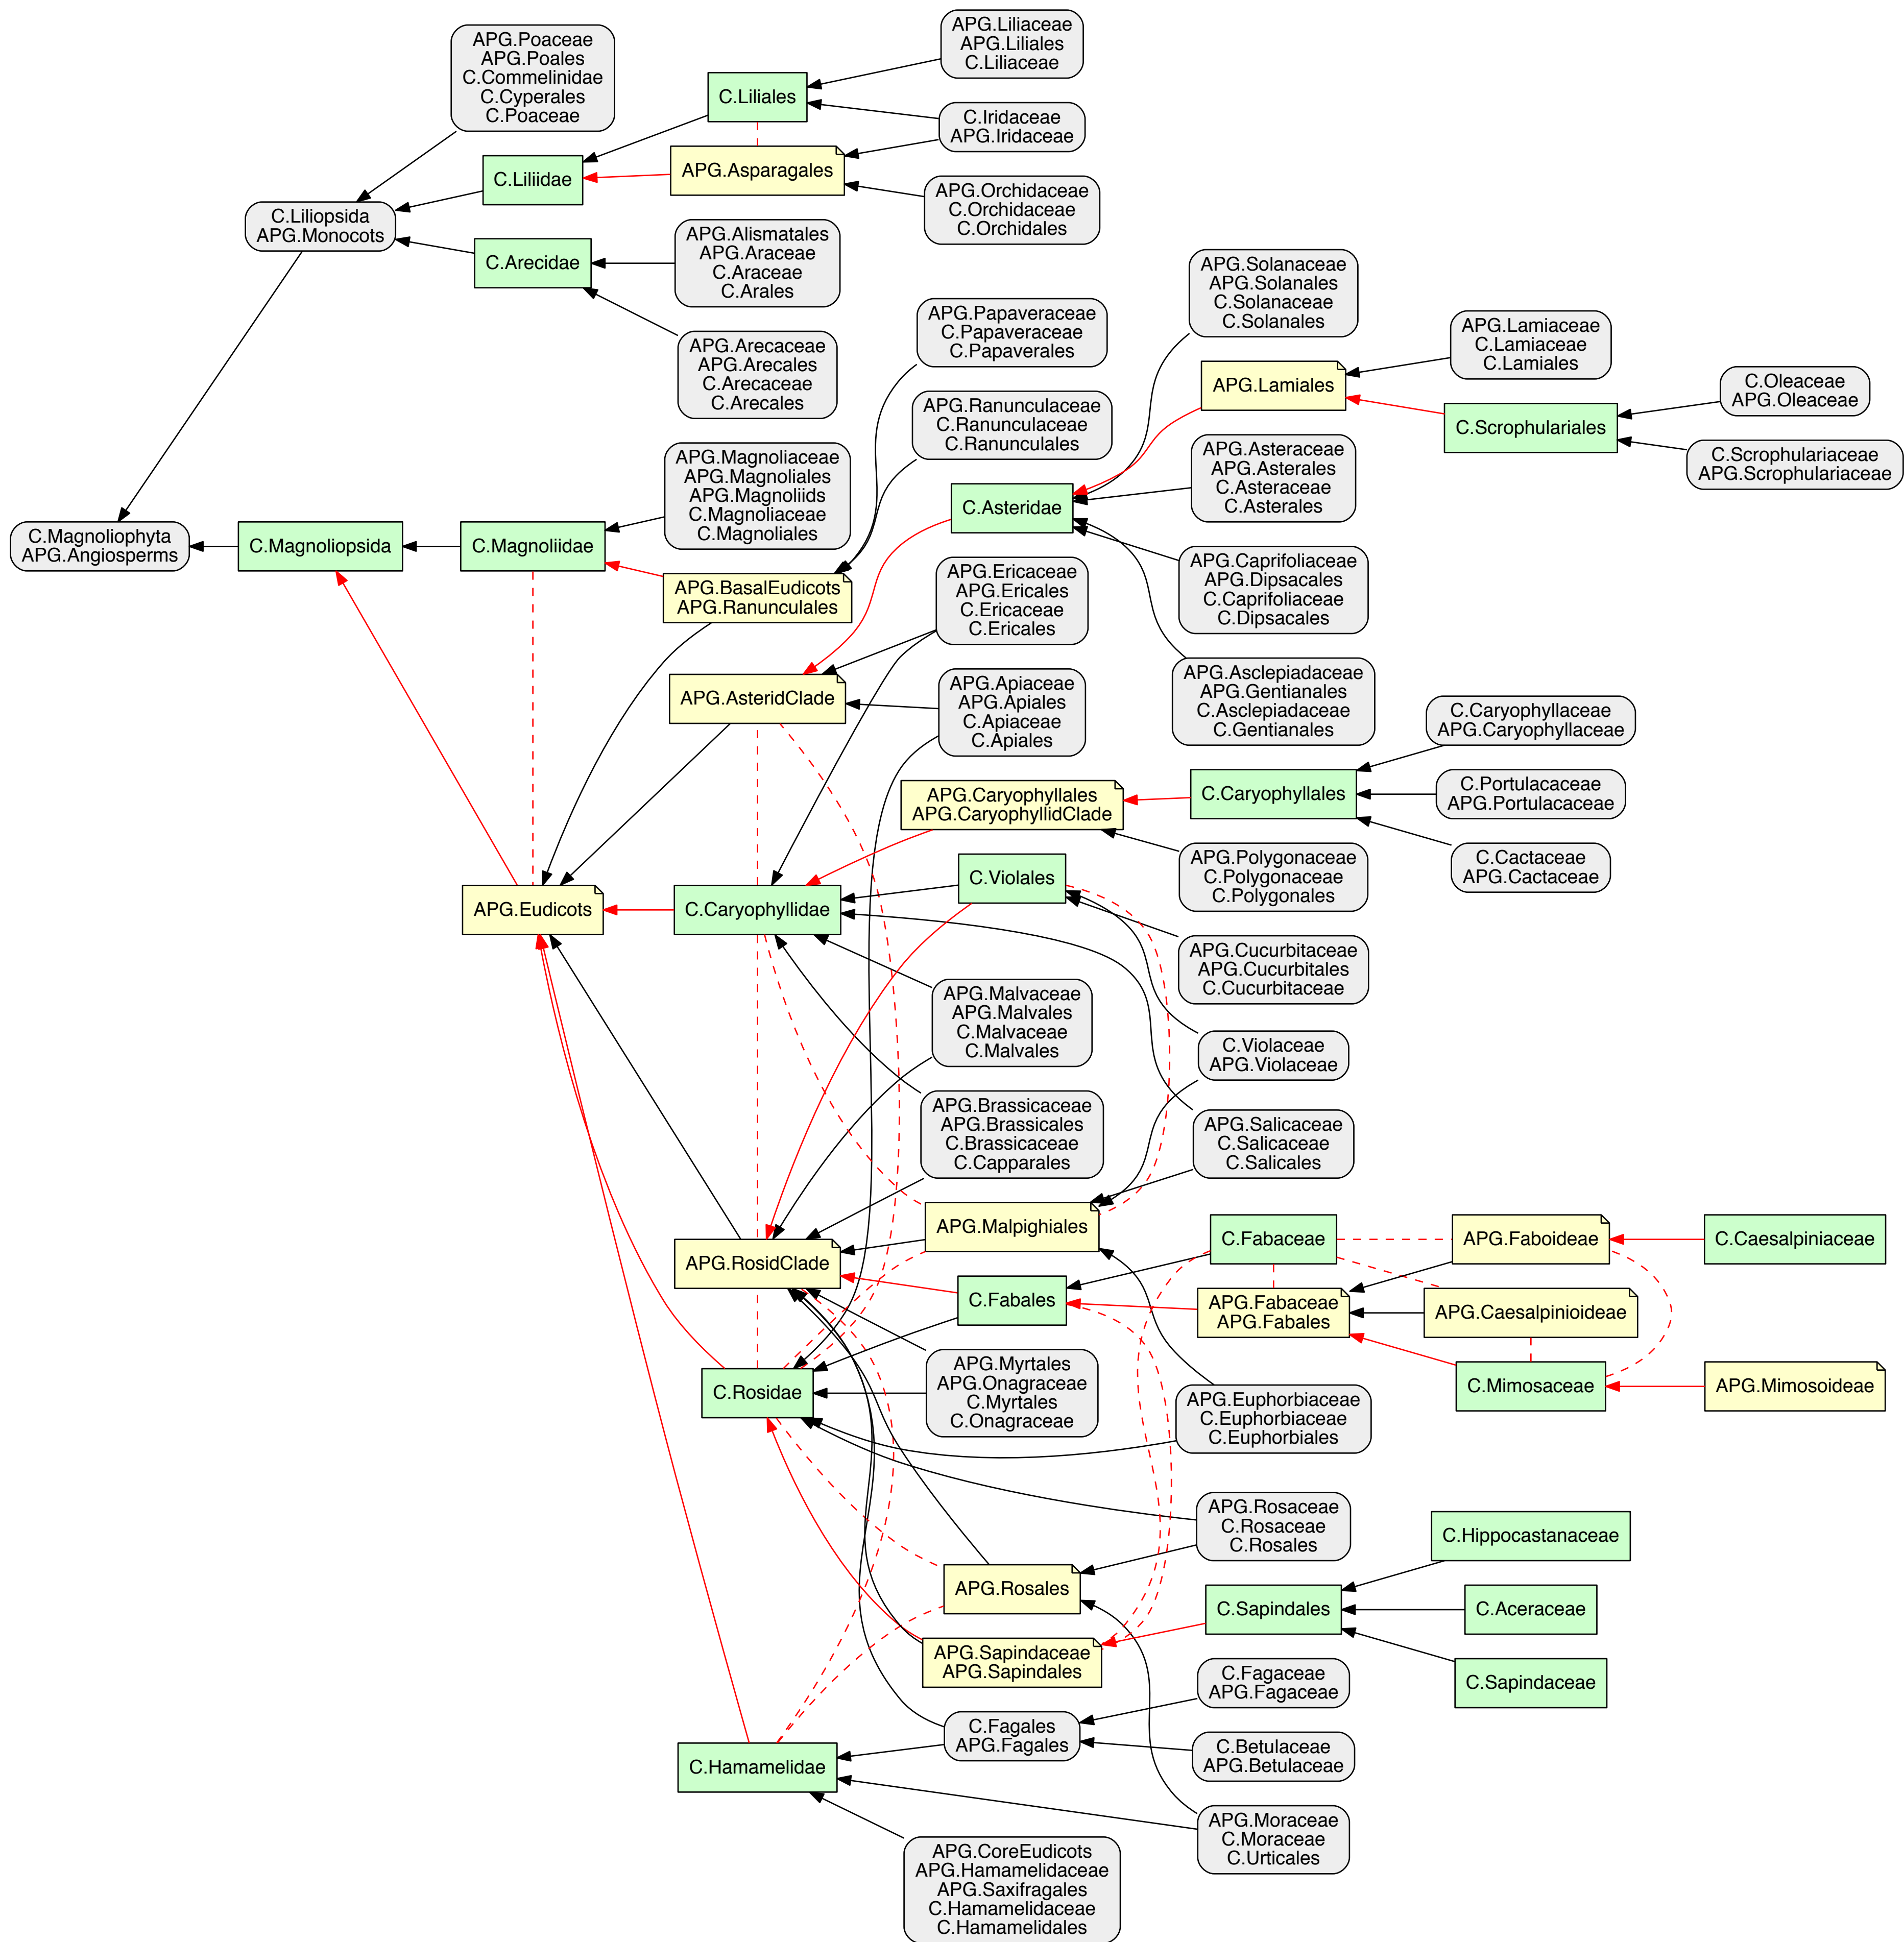 APG.Poaceae
APG.Poales
C.Commelinidae
C.Cyperales
C.Poaceae
APG.Liliaceae
APG.Liliales
C.Liliaceae
C.Liliales
C.Iridaceae
APG.Iridaceae
APG.Asparagales
C.Liliidae
APG.Orchidaceae
C.Orchidaceae
C.Orchidales
C.Liliopsida
APG.Monocots
C.Arecidae
APG.Alismatales
APG.Araceae
C.Araceae
C.Arales
APG.Arecaceae
APG.Arecales
C.Arecaceae
C.Arecales
APG.Papaveraceae
C.Papaveraceae
C.Papaverales
APG.Solanaceae
APG.Solanales
C.Solanaceae
C.Solanales
APG.Lamiaceae
C.Lamiaceae
C.Lamiales
APG.Lamiales
C.Oleaceae
APG.Oleaceae
C.Scrophulariales
C.Scrophulariaceae
APG.Scrophulariaceae
APG.Ranunculaceae
C.Ranunculaceae
C.Ranunculales
APG.Asteraceae
APG.Asterales
C.Asteraceae
C.Asterales
APG.Magnoliaceae
APG.Magnoliales
APG.Magnoliids
C.Magnoliaceae
C.Magnoliales
C.Asteridae
C.Magnoliophyta
APG.Angiosperms
C.Magnoliopsida
C.Magnoliidae
APG.BasalEudicots
APG.Ranunculales
APG.Ericaceae
APG.Ericales
C.Ericaceae
C.Ericales
APG.Caprifoliaceae
APG.Dipsacales
C.Caprifoliaceae
C.Dipsacales
APG.AsteridClade
APG.Apiaceae
APG.Apiales
C.Apiaceae
C.Apiales
APG.Asclepiadaceae
APG.Gentianales
C.Asclepiadaceae
C.Gentianales
C.Caryophyllaceae
APG.Caryophyllaceae
APG.Caryophyllales
APG.CaryophyllidClade
C.Caryophyllales
C.Portulacaceae
APG.Portulacaceae
C.Cactaceae
APG.Cactaceae
APG.Polygonaceae
C.Polygonaceae
C.Polygonales
C.Violales
APG.Eudicots
C.Caryophyllidae
APG.Cucurbitaceae
APG.Cucurbitales
C.Cucurbitaceae
APG.Malvaceae
APG.Malvales
C.Malvaceae
C.Malvales
C.Violaceae
APG.Violaceae
APG.Brassicaceae
APG.Brassicales
C.Brassicaceae
C.Capparales
APG.Salicaceae
C.Salicaceae
C.Salicales
APG.Malpighiales
APG.RosidClade
C.Fabaceae
APG.Faboideae
C.Caesalpiniaceae
C.Fabales
APG.Fabaceae
APG.Fabales
APG.Caesalpinioideae
C.Rosidae
APG.Myrtales
APG.Onagraceae
C.Myrtales
C.Onagraceae
C.Mimosaceae
APG.Mimosoideae
APG.Euphorbiaceae
C.Euphorbiaceae
C.Euphorbiales
APG.Rosaceae
C.Rosaceae
C.Rosales
C.Hippocastanaceae
APG.Rosales
C.Sapindales
C.Aceraceae
APG.Sapindaceae
APG.Sapindales
C.Sapindaceae
C.Fagaceae
APG.Fagaceae
C.Fagales
APG.Fagales
C.Betulaceae
APG.Betulaceae
C.Hamamelidae
APG.Moraceae
C.Moraceae
C.Urticales
APG.CoreEudicots
APG.Hamamelidaceae
APG.Saxifragales
C.Hamamelidaceae
C.Hamamelidales